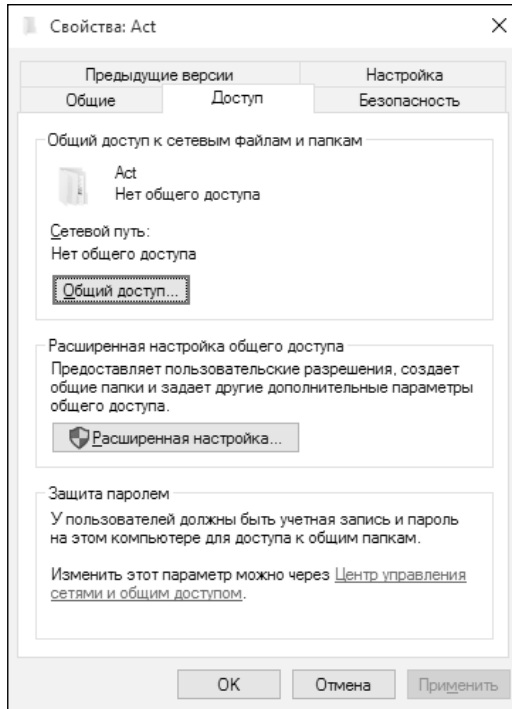 Свойства: Act
Предыдущие версии
Настройка
Общие
Доступ
Безопасность
Общий доступ к сетевым файлам и папкам
Act
Нет общего доступа
Сетевой путь:
Нет общего доступа
Общий доступ...
Расширенная настройка общего доступа
Предоставляет пользовательские разрешения, создает
общие папки и задает другие дополнительные параметры
общего доступа.
Расширенная настройка...
Защита паролем
У пользователей должны быть учетная запись и пароль
на этом компьютере для доступа к общим папкам.
Изменить этот параметр можно через Центр управления
сетями и общим доступом.
OK
Отмена
Применить